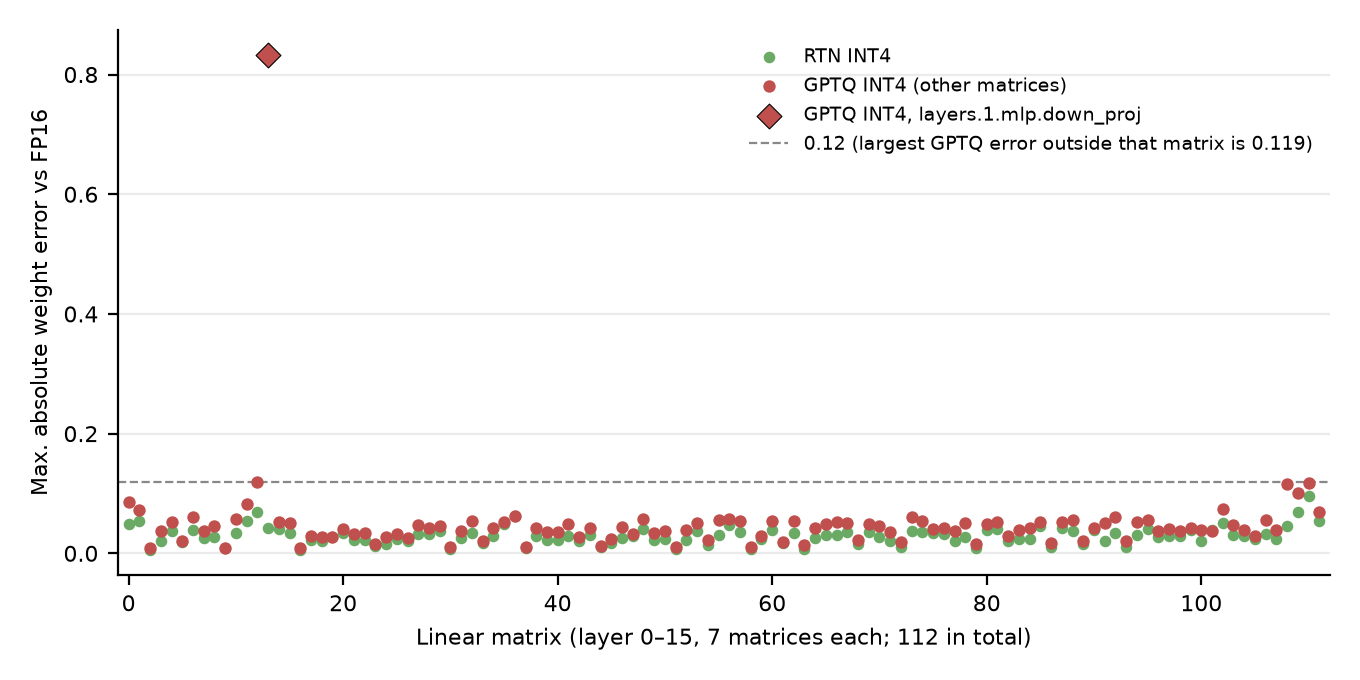 RTN INT4
GPTQ INT4 (other matrices)
GPTQ INT4, layers.1.mlp.down_proj
0.12 (largest GPTQ error outside that matrix is 0.119)
Max. absolute weight error vs FP16
0.8
0.6
0.4
0.2
0.0
0 20 40 60 80 100
Linear matrix (layer 0–15, 7 matrices each; 112 in total)